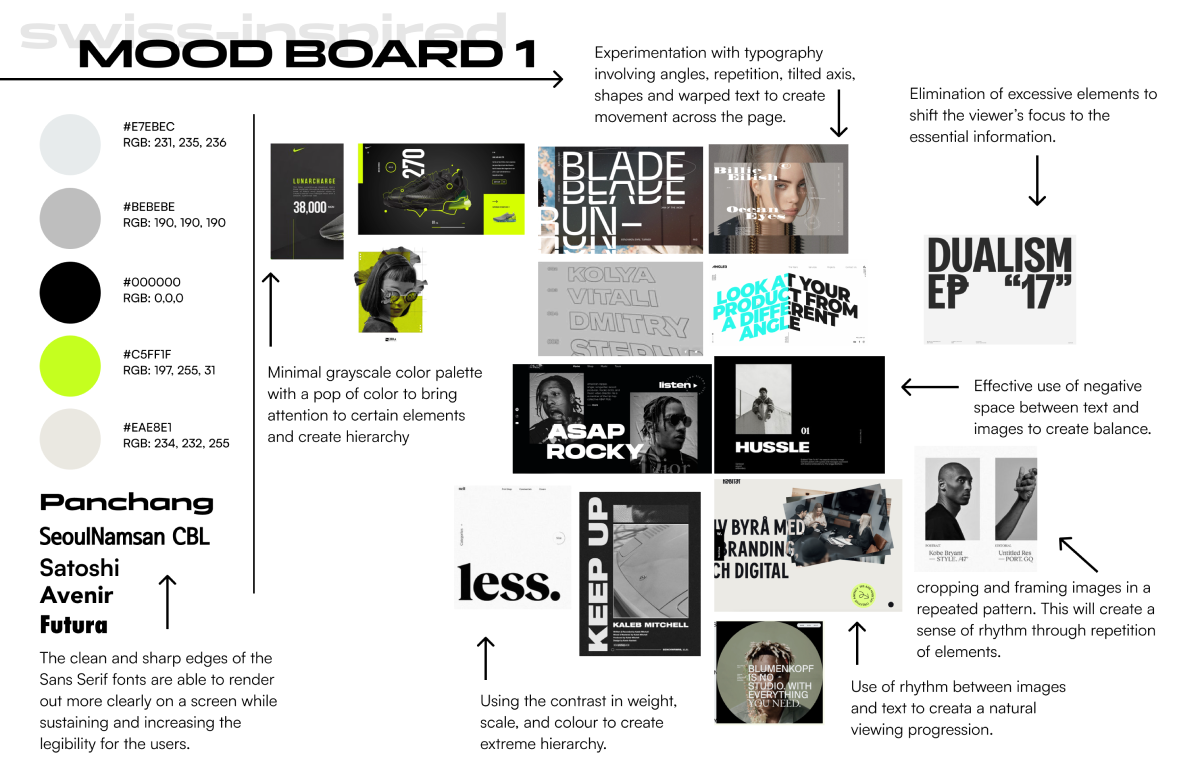 swiss-inspired
MOOD BOARD 1
#E7EBEC
RGB: 231, 235, 236
#BEBEBE
RGB: 190, 190, 190
#000000
RGB: 0,0,0
#C5FF1F
RGB: 197, 255, 31
#EAE8E1
RGB: 234, 232, 255
Panchang
SeoulNamsan CBL
Satoshi
Avenir
Futura
The clean and sharp edges of the
Sans Sfrif fonts are able to render
out more clearly on a screen while
sustaining and increasing the
legibility for the users.
LUNARCHARGE
38,000
270
Minimal grayscale color palette
with a pop of color to bring
attention to certain elements
and create hierarchy
Experimentation with typography
involving angles, repetition, tilted axis,
shapes and warped text to create
movement across the page.
BLADE
BLADE
RUN–
RUN–
Billie
Eilish
Ocean
Eyes
KOLYA
VITALI
DMITRY
STEPH
ANGLES
LOOK AT YOUR
PRODUCT FROM
A DIFFERENT
ANGLE
Elimination of excessive elements to
shift the viewer’s focus to the
essential information.
DUALISM
EP “17”
listen
ASAP
ROCKY
Dior
01
HUSSLE
Effective use of negative
space between text and
images to create balance.
less.
KEEP UP
KALEB MITCHELL
IV BYRÅ MED
BRANDING
CH DIGITAL
Kobe Bryant
— STYLE. #17
Untitled Res
— PORT. GQ
cropping and framing images in a
repeated pattern. This will create a
sense of rhythm through repetition
of elements.
BLUMENKOPF
IS NO
STUDIO. WITH
EVERYTHING
YOU NEED.
Using the contrast in weight,
scale, and colour to create
extreme hierarchy.
Use of rhythm between images
and text to creata a natural
viewing progression.